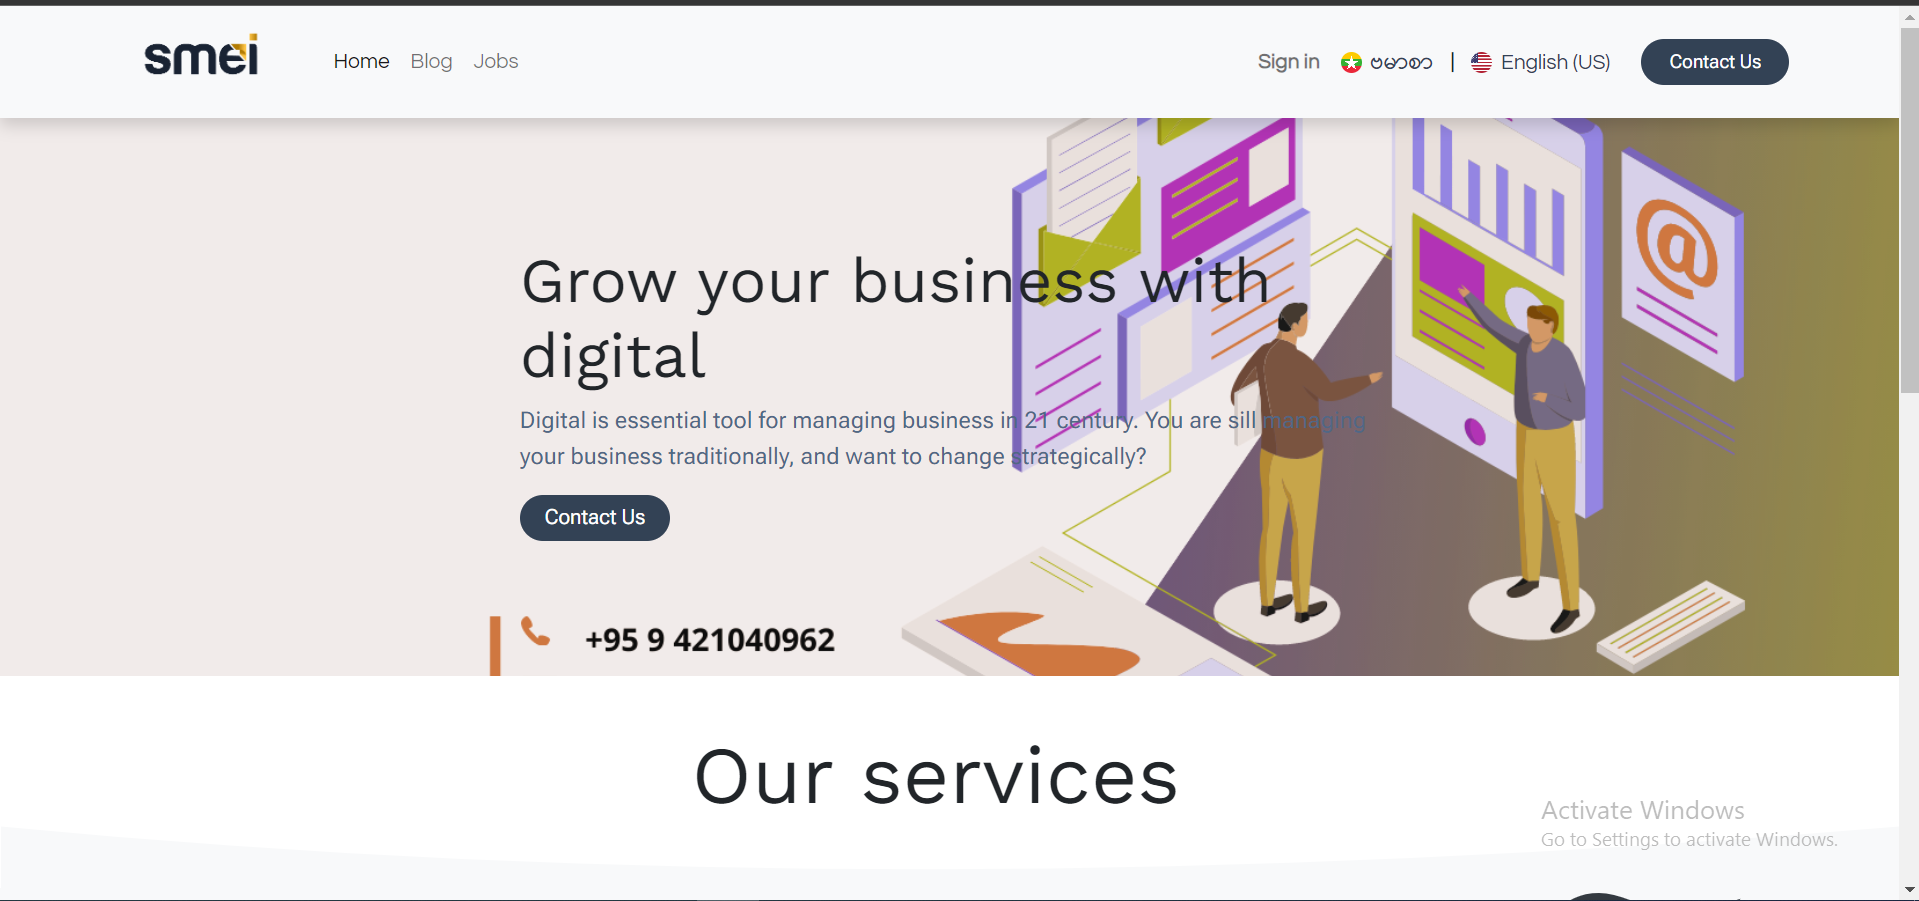 smei
Home Blog Jobs
Sign in ဗမာစာ | English (US) Contact Us
Grow your business with
digital
Digital is essential tool for managing business in 21 century. You are sill managing
your business traditionally, and want to change strategically?
Contact Us
+95 9 421040962
@
Our services
Activate Windows
Go to Settings to activate Windows.